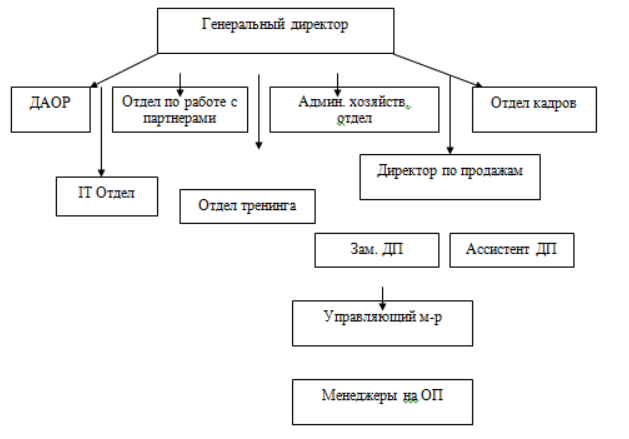 Генеральный директор
ДАОР
Отдел по работе с
партнерами
Админ. хозяйств.
отдел
Отдел кадров
Директор по продажам
IT Отдел
Отдел тренинга
Зам. ДП
Ассистент ДП
Управляющий м-р
Менеджеры на ОП